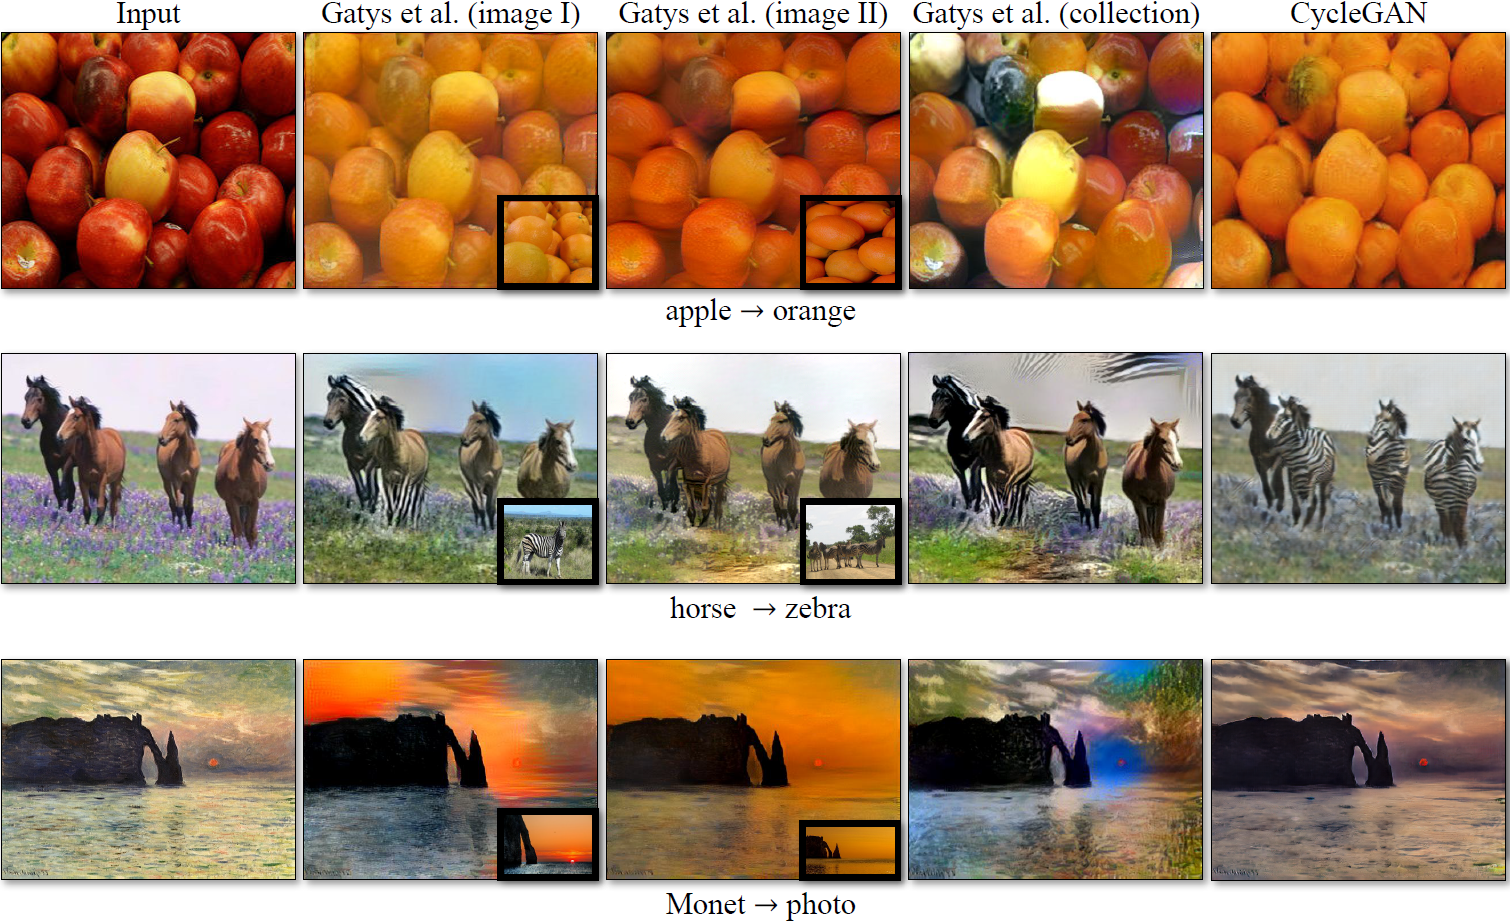 Input Gatys et al. (image I) Gatys et al. (image II) Gatys et al. (collection) CycleGAN
apple → orange
horse → zebra
Monet → photo